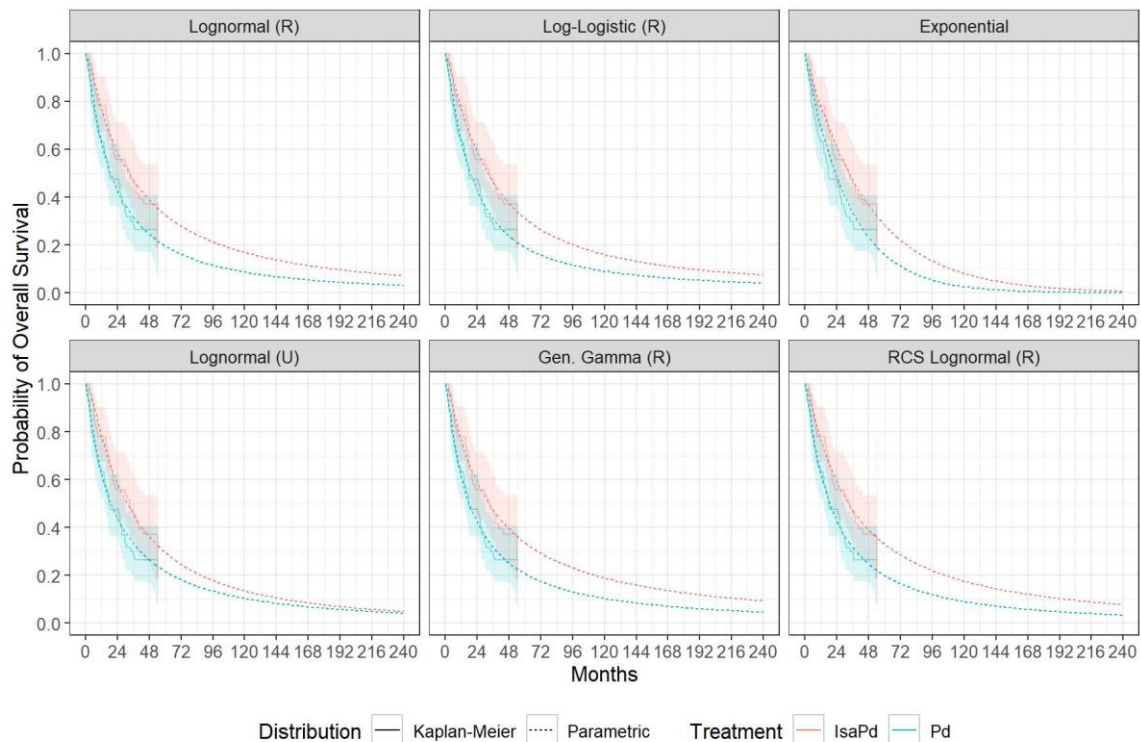 Lognormal (R) Log-Logistic (R) Exponential
1.0
0.8
0.6
0.4
0.2
0.0
0 24 48 72 96 120 144 168 192 216 240 0 24 48 72 96 120 144 168 192 216 240 0 24 48 72 96 120 144 168 192 216 240
Probability of Overall Survival
Lognormal (U) Gen. Gamma (R) RCS Lognormal (R)
1.0
0.8
0.6
0.4
0.2
0.0
0 24 48 72 96 120 144 168 192 216 240 0 24 48 72 96 120 144 168 192 216 240 0 24 48 72 96 120 144 168 192 216 240
Months
Distribution Kaplan-Meier Parametric Treatment IsaPd Pd